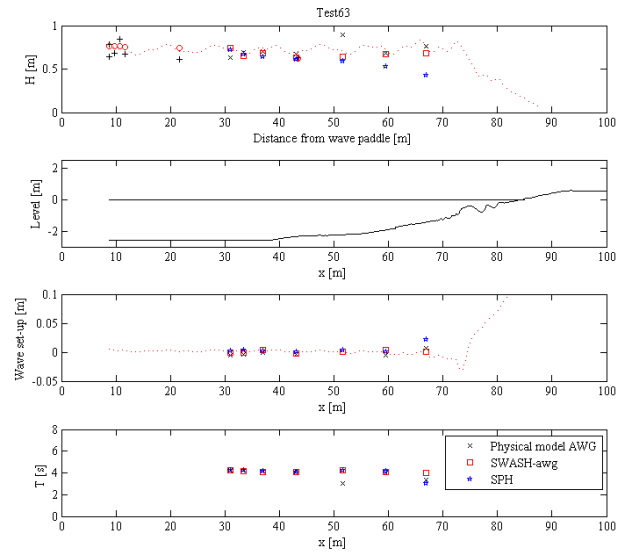 Test63
1
0.5
0
H [m]
0 10 20 30 40 50 60 70 80 90 100
Distance from wave paddle [m]
2
0
-2
Level [m]
0 10 20 30 40 50 60 70 80 90 100
x [m]
0.1
0.05
0
-0.05
Wave set-up [m]
0 10 20 30 40 50 60 70 80 90 100
x [m]
8
6
4
2
0
T [s]
Physical model AWG
SWASH-awg
SPH
0 10 20 30 40 50 60 70 80 90 100
x [m]